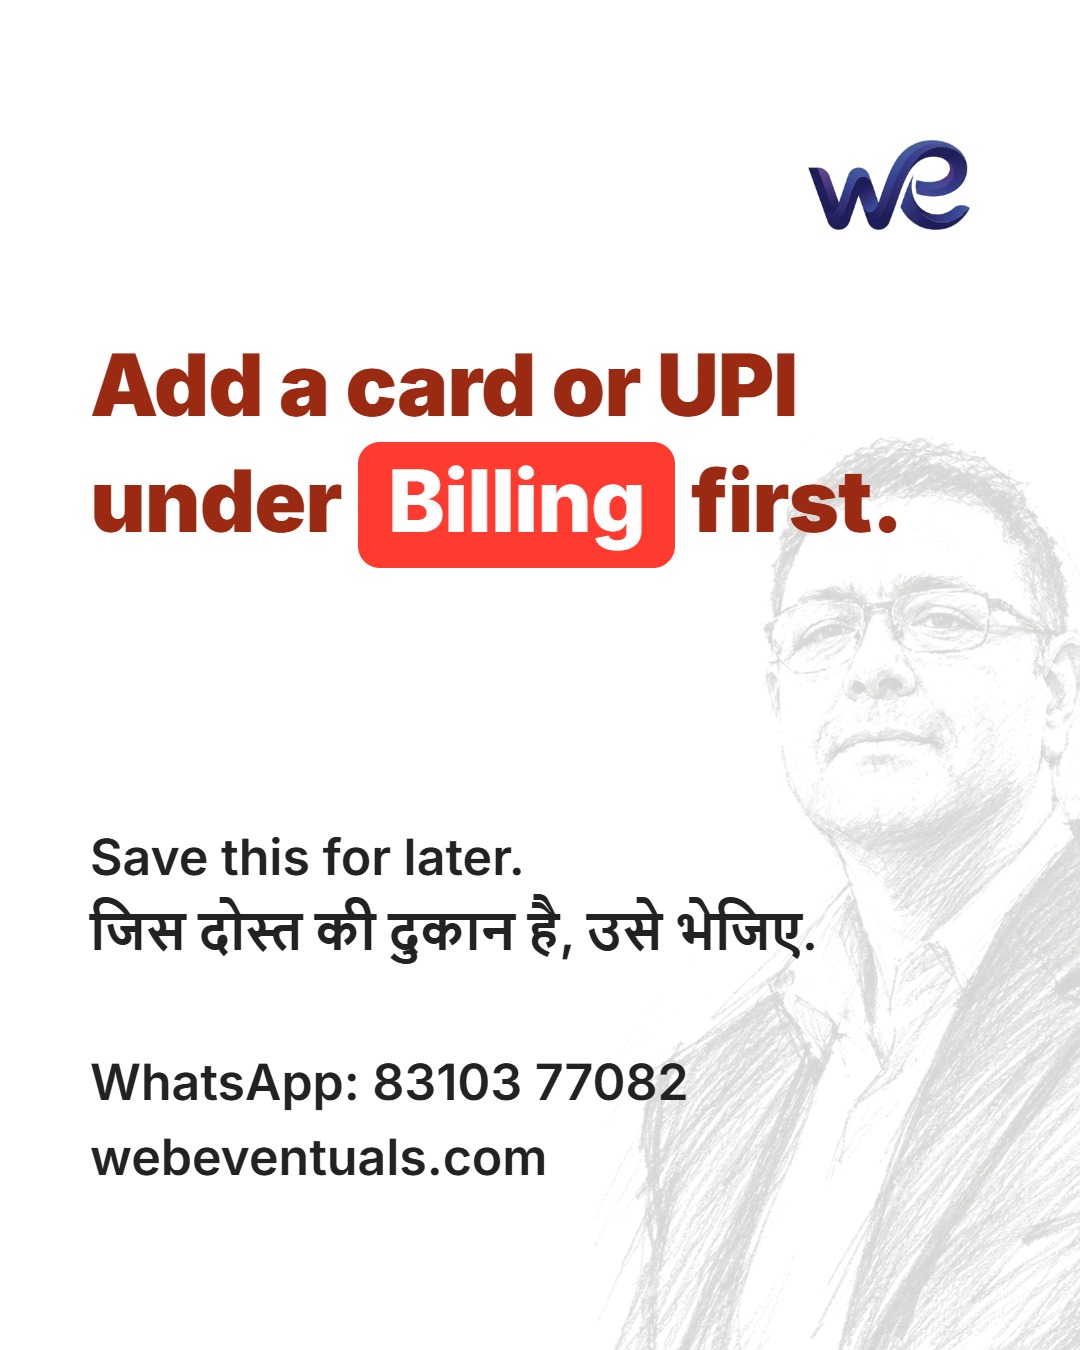 we
Add a card or UPI
under Billing first.
Save this for later.
जिस दोस्त की दुकान है, उसे भेजिए.
WhatsApp: 83103 77082
webeventuals.com